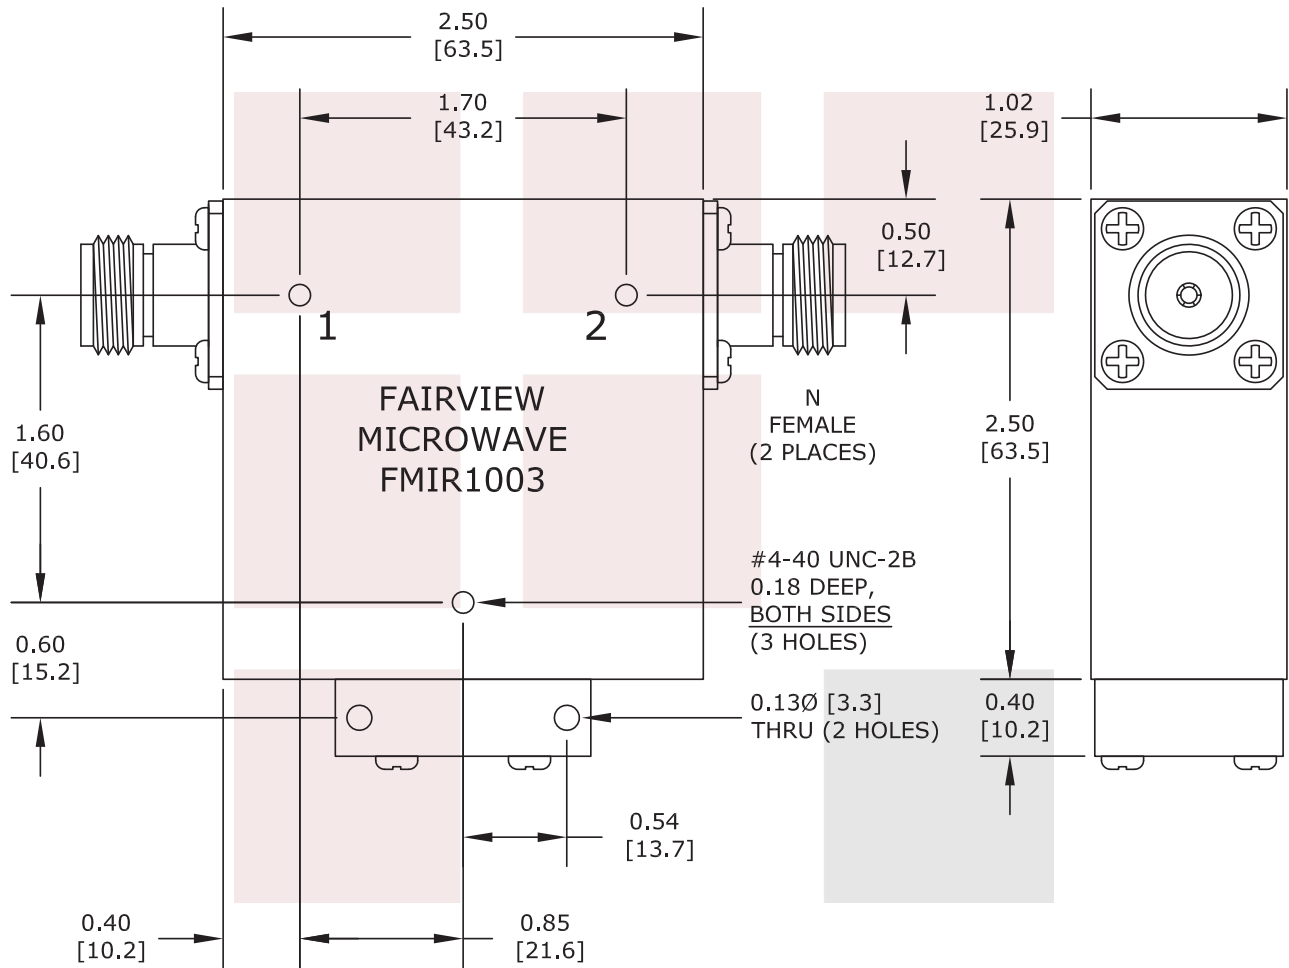 2.50
[63.5]
1.70
[43.2]
1.02
[25.9]
0.50
[12.7]
1
2
FAIRVIEW
MICROWAVE
FMIR1003
N
FEMALE
(2 PLACES)
1.60
[40.6]
2.50
[63.5]
#4-40 UNC-2B
0.18 DEEP,
BOTH SIDES
(3 HOLES)
0.60
[15.2]
0.13Ø [3.3]
THRU (2 HOLES)
0.40
[10.2]
0.54
[13.7]
0.40
[10.2]
0.85
[21.6]